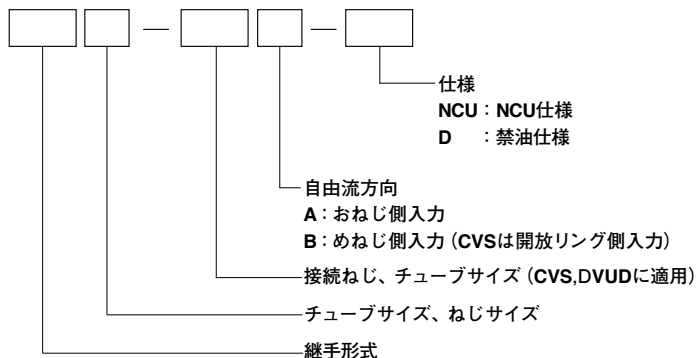 仕様
NCU：NCU仕様
D ：禁油仕様
自由流方向
A：おねじ側入力
B：めねじ側入力（CVSは開放リング側入力）
接続ねじ、チューブサイズ（CVS,DVUDに適用）
チューブサイズ、ねじサイズ
継手形式